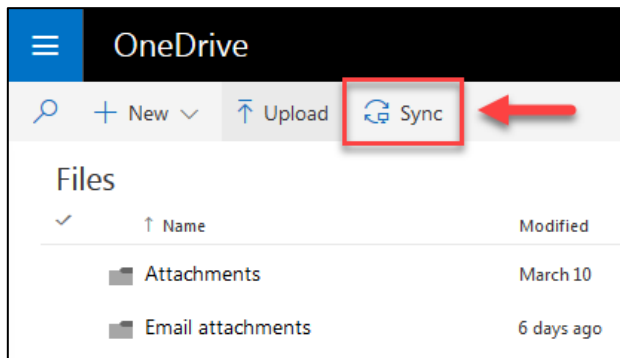 OneDrive
New Upload Sync
Files
Name Modified
Attachments March 10
Email attachments 6 days ago